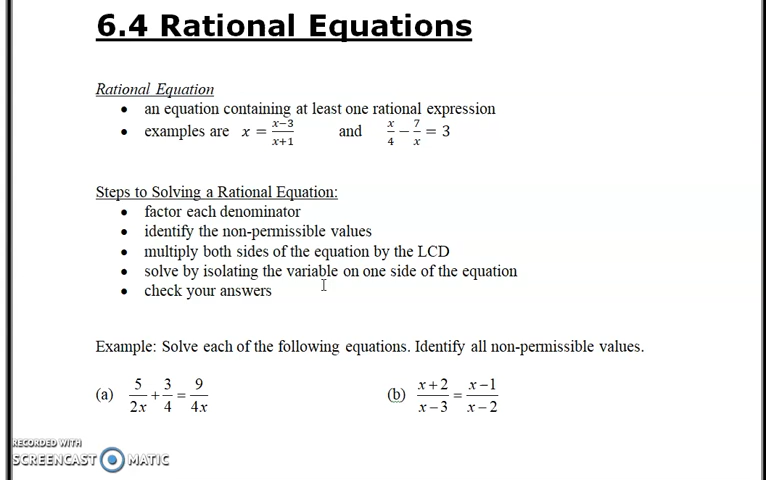 6.4 Rational Equations
Rational Equation
• an equation containing at least one rational expression
• examples are x = (x−3)/(x+1) and x/4 − 7/x = 3
Steps to Solving a Rational Equation:
• factor each denominator
• identify the non-permissible values
• multiply both sides of the equation by the LCD
• solve by isolating the variable on one side of the equation
• check your answers
Example: Solve each of the following equations. Identify all non-permissible values.
(a) 5/2x + 3/4 = 9/4x (b) (x+2)/(x−3) = (x−1)/(x−2)
RECORDED WITH
SCREENCAST MATIC